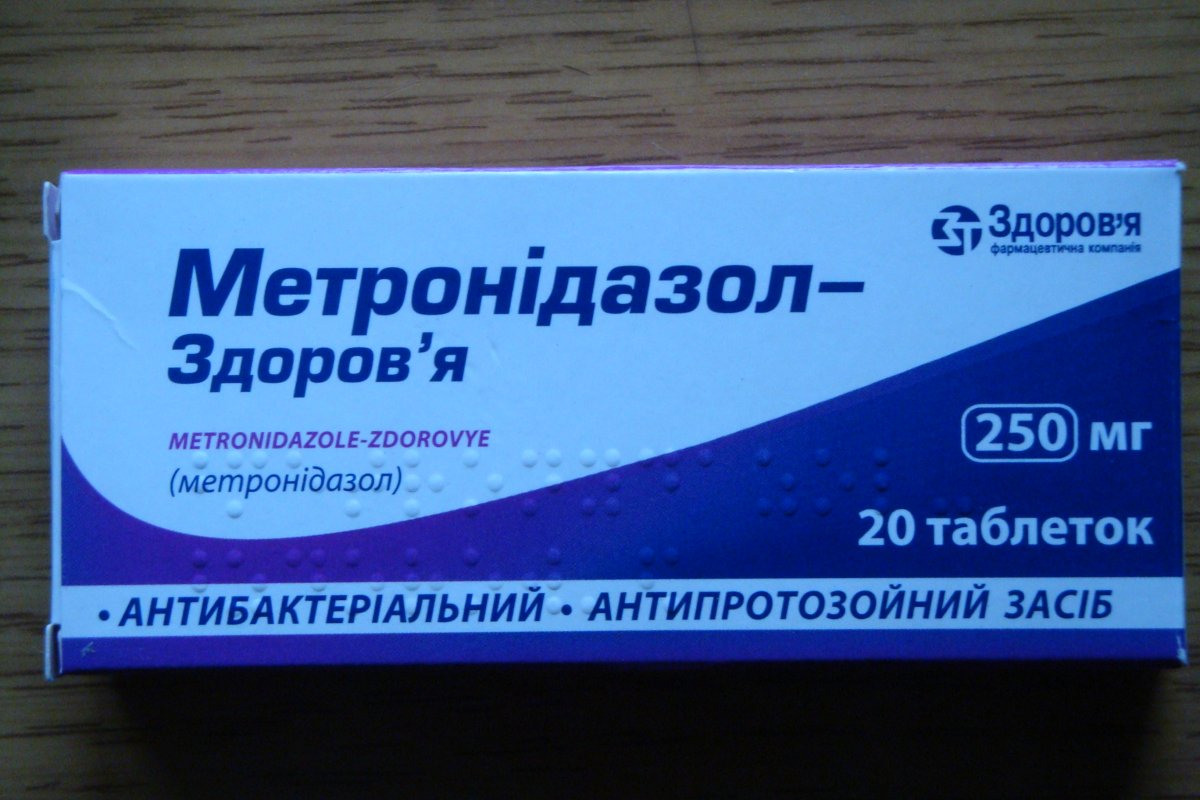 Здоров'я
фармацевтична компанія
Метронідазол–
Здоров'я
METRONIDAZOLE-ZDOROVYE
(метронідазол)
250 мг
20 таблеток
• АНТИБАКТЕРІАЛЬНИЙ • АНТИПРОТОЗОЙНИЙ ЗАСІБ